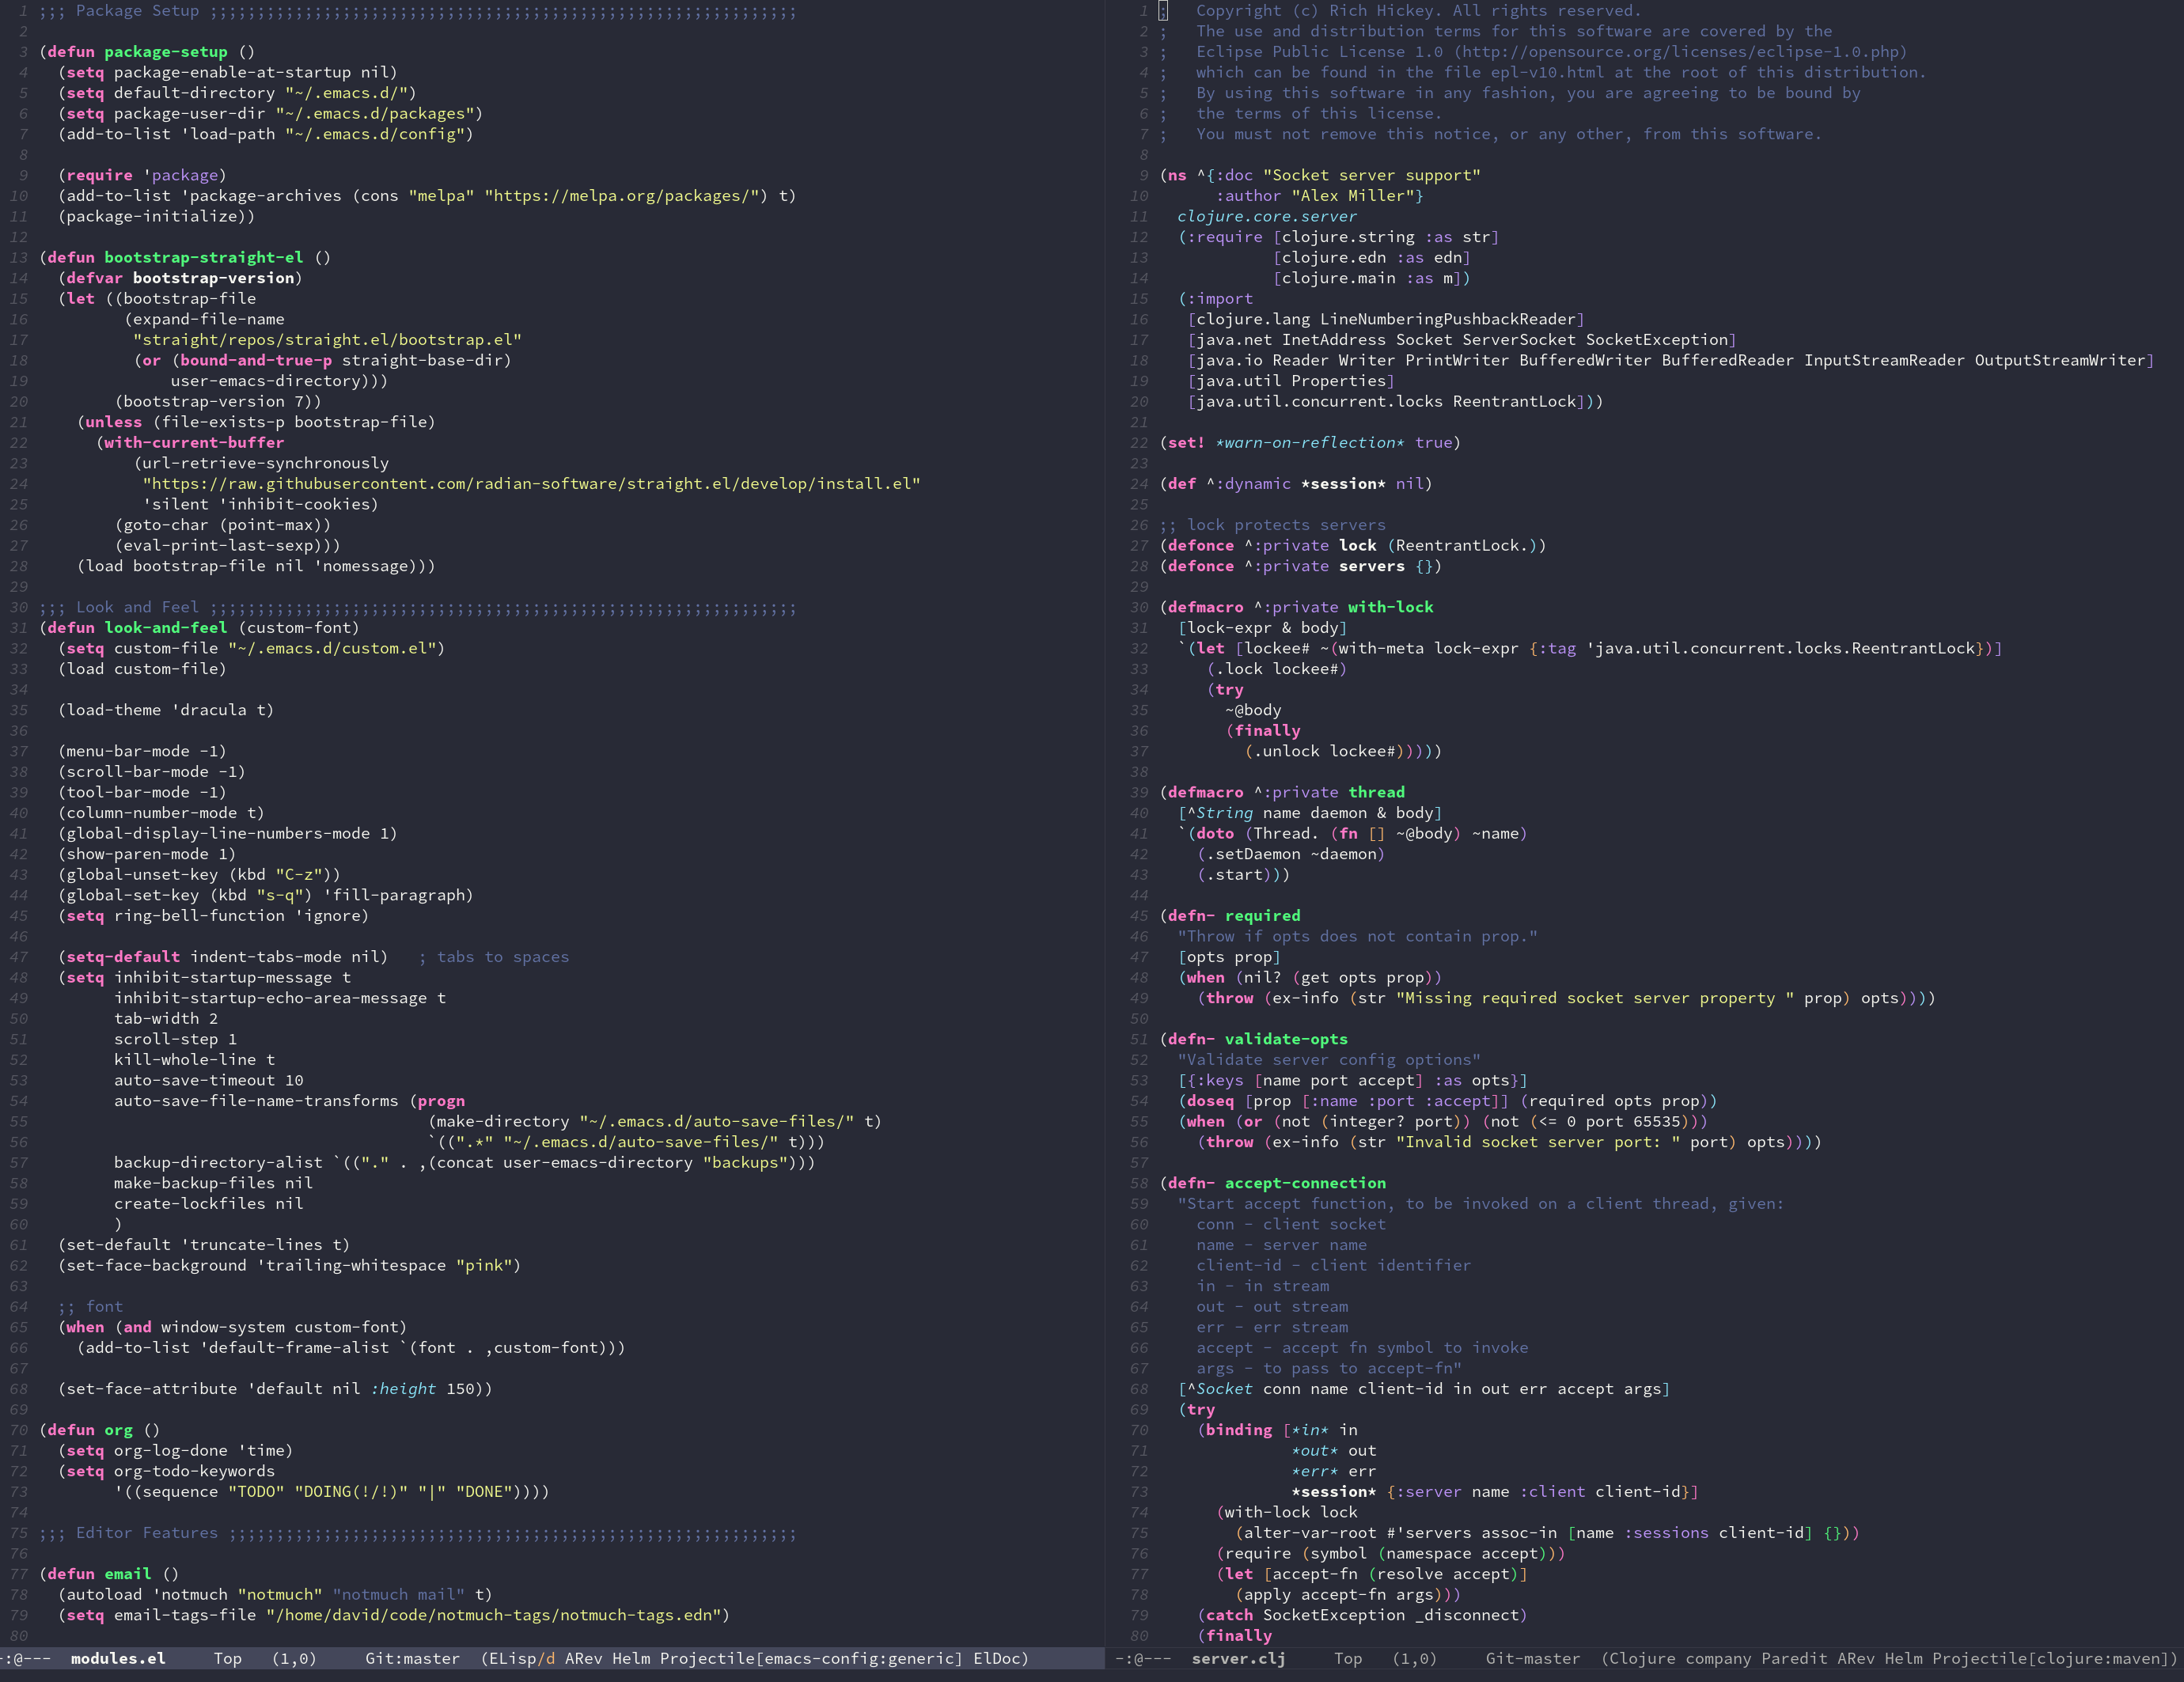 1 ;;; Package Setup ;;;;;;;;;;;;;;;;;;;;;;;;;;;;;;;;;;;;;;;;;;;;;;;;;;;;;;;;;;;;;;
2
3 (defun package-setup ()
4   (setq package-enable-at-startup nil)
5   (setq default-directory "~/.emacs.d/")
6   (setq package-user-dir "~/.emacs.d/packages")
7   (add-to-list 'load-path "~/.emacs.d/config")
8
9   (require 'package)
10   (add-to-list 'package-archives (cons "melpa" "https://melpa.org/packages/") t)
11   (package-initialize))
12
13 (defun bootstrap-straight-el ()
14   (defvar bootstrap-version)
15   (let ((bootstrap-file
16          (expand-file-name
17           "straight/repos/straight.el/bootstrap.el"
18           (or (bound-and-true-p straight-base-dir)
19               user-emacs-directory)))
20         (bootstrap-version 7))
21     (unless (file-exists-p bootstrap-file)
22       (with-current-buffer
23           (url-retrieve-synchronously
24            "https://raw.githubusercontent.com/radian-software/straight.el/develop/install.el"
25            'silent 'inhibit-cookies)
26         (goto-char (point-max))
27         (eval-print-last-sexp)))
28     (load bootstrap-file nil 'nomessage)))
29
30 ;;; Look and Feel ;;;;;;;;;;;;;;;;;;;;;;;;;;;;;;;;;;;;;;;;;;;;;;;;;;;;;;;;;;;;;;
31 (defun look-and-feel (custom-font)
32   (setq custom-file "~/.emacs.d/custom.el")
33   (load custom-file)
34
35   (load-theme 'dracula t)
36
37   (menu-bar-mode -1)
38   (scroll-bar-mode -1)
39   (tool-bar-mode -1)
40   (column-number-mode t)
41   (global-display-line-numbers-mode 1)
42   (show-paren-mode 1)
43   (global-unset-key (kbd "C-z"))
44   (global-set-key (kbd "s-q") 'fill-paragraph)
45   (setq ring-bell-function 'ignore)
46
47   (setq-default indent-tabs-mode nil)   ; tabs to spaces
48   (setq inhibit-startup-message t
49         inhibit-startup-echo-area-message t
50         tab-width 2
51         scroll-step 1
52         kill-whole-line t
53         auto-save-timeout 10
54         auto-save-file-name-transforms (progn
55                                          (make-directory "~/.emacs.d/auto-save-files/" t)
56                                          `((".*" "~/.emacs.d/auto-save-files/" t)))
57         backup-directory-alist `(("." . ,(concat user-emacs-directory "backups")))
58         make-backup-files nil
59         create-lockfiles nil
60         )
61   (set-default 'truncate-lines t)
62   (set-face-background 'trailing-whitespace "pink")
63
64   ;; font
65   (when (and window-system custom-font)
66     (add-to-list 'default-frame-alist `(font . ,custom-font)))
67
68   (set-face-attribute 'default nil :height 150))
69
70 (defun org ()
71   (setq org-log-done 'time)
72   (setq org-todo-keywords
73         '((sequence "TODO" "DOING(!/!)" "|" "DONE"))))
74
75 ;;; Editor Features ;;;;;;;;;;;;;;;;;;;;;;;;;;;;;;;;;;;;;;;;;;;;;;;;;;;;;;;;;;;;
76
77 (defun email ()
78   (autoload 'notmuch "notmuch" "notmuch mail" t)
79   (setq email-tags-file "/home/david/code/notmuch-tags/notmuch-tags.edn")
80
-:@---  modules.el     Top   (1,0)     Git:master  (ELisp/d ARev Helm Projectile[emacs-config:generic] ElDoc)
1 ;   Copyright (c) Rich Hickey. All rights reserved.
2 ;   The use and distribution terms for this software are covered by the
3 ;   Eclipse Public License 1.0 (http://opensource.org/licenses/eclipse-1.0.php)
4 ;   which can be found in the file epl-v10.html at the root of this distribution.
5 ;   By using this software in any fashion, you are agreeing to be bound by
6 ;   the terms of this license.
7 ;   You must not remove this notice, or any other, from this software.
8
9 (ns ^{:doc "Socket server support"
10       :author "Alex Miller"}
11   clojure.core.server
12   (:require [clojure.string :as str]
13             [clojure.edn :as edn]
14             [clojure.main :as m])
15   (:import
16    [clojure.lang LineNumberingPushbackReader]
17    [java.net InetAddress Socket ServerSocket SocketException]
18    [java.io Reader Writer PrintWriter BufferedWriter BufferedReader InputStreamReader OutputStreamWriter]
19    [java.util Properties]
20    [java.util.concurrent.locks ReentrantLock]))
21
22 (set! *warn-on-reflection* true)
23
24 (def ^:dynamic *session* nil)
25
26 ;; lock protects servers
27 (defonce ^:private lock (ReentrantLock.))
28 (defonce ^:private servers {})
29
30 (defmacro ^:private with-lock
31   [lock-expr & body]
32   `(let [lockee# ~(with-meta lock-expr {:tag 'java.util.concurrent.locks.ReentrantLock})]
33      (.lock lockee#)
34      (try
35        ~@body
36        (finally
37          (.unlock lockee#)))))
38
39 (defmacro ^:private thread
40   [^String name daemon & body]
41   `(doto (Thread. (fn [] ~@body) ~name)
42     (.setDaemon ~daemon)
43     (.start)))
44
45 (defn- required
46   "Throw if opts does not contain prop."
47   [opts prop]
48   (when (nil? (get opts prop))
49     (throw (ex-info (str "Missing required socket server property " prop) opts))))
50
51 (defn- validate-opts
52   "Validate server config options"
53   [{:keys [name port accept] :as opts}]
54   (doseq [prop [:name :port :accept]] (required opts prop))
55   (when (or (not (integer? port)) (not (<= 0 port 65535)))
56     (throw (ex-info (str "Invalid socket server port: " port) opts))))
57
58 (defn- accept-connection
59   "Start accept function, to be invoked on a client thread, given:
60     conn - client socket
61     name - server name
62     client-id - client identifier
63     in - in stream
64     out - out stream
65     err - err stream
66     accept - accept fn symbol to invoke
67     args - to pass to accept-fn"
68   [^Socket conn name client-id in out err accept args]
69   (try
70     (binding [*in* in
71               *out* out
72               *err* err
73               *session* {:server name :client client-id}]
74       (with-lock lock
75         (alter-var-root #'servers assoc-in [name :sessions client-id] {}))
76       (require (symbol (namespace accept)))
77       (let [accept-fn (resolve accept)]
78         (apply accept-fn args)))
79     (catch SocketException _disconnect)
80     (finally
-:@---  server.clj     Top   (1,0)     Git-master  (Clojure company Paredit ARev Helm Projectile[clojure:maven])